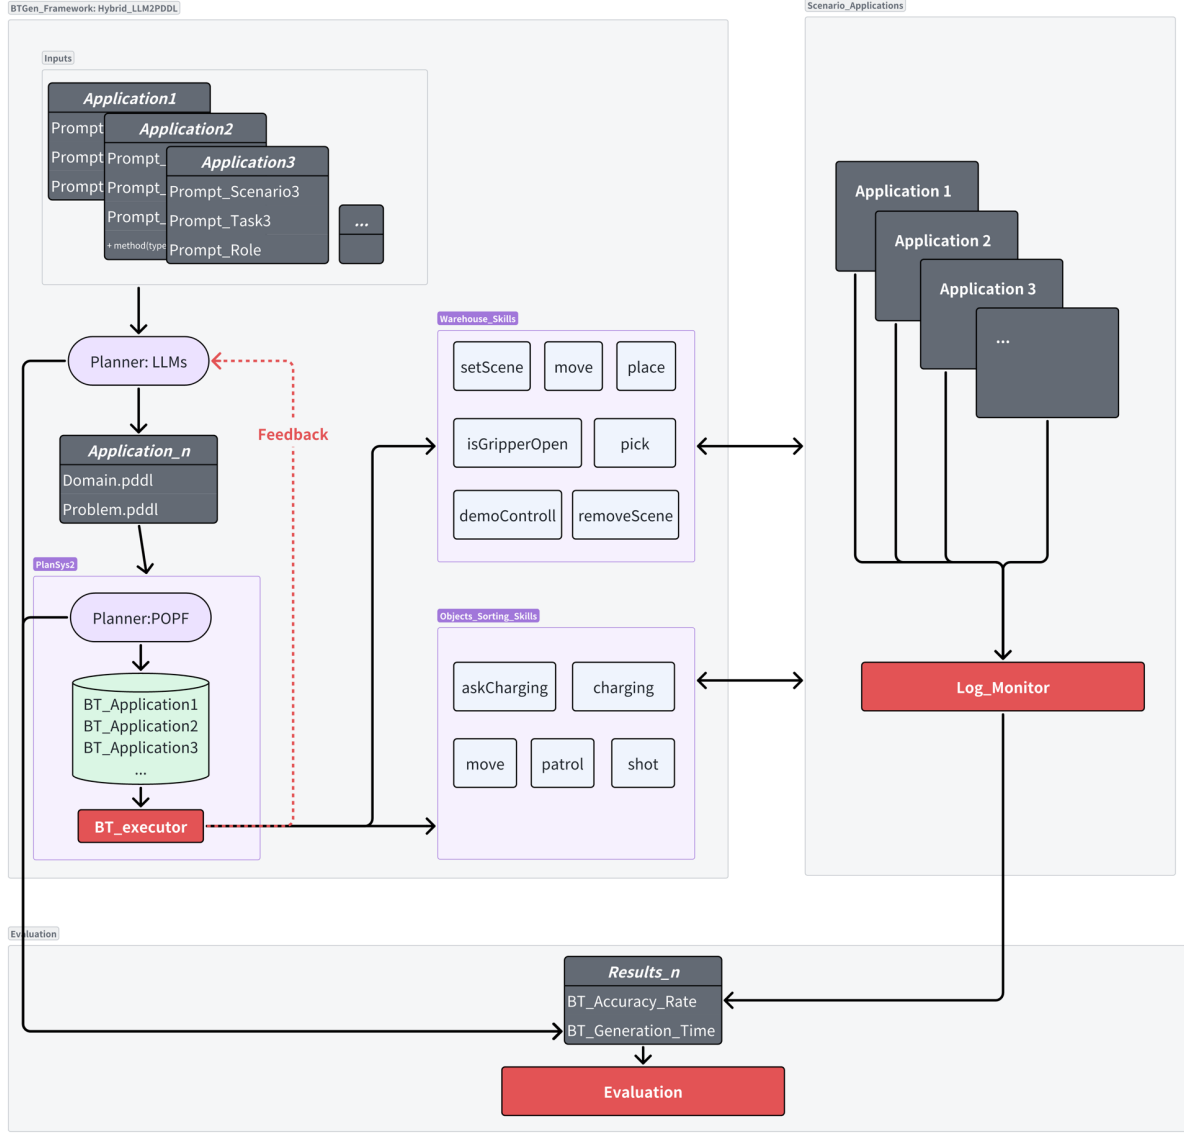 BTGen_Framework: Hybrid_LLM2PDDL
Inputs
Application1
Prompt
Prompt
Prompt
Application2
Prompt_
Prompt_
Prompt_
+ method(type
Application3
Prompt_Scenario3
Prompt_Task3
Prompt_Role
...
Planner: LLMs
Feedback
Application_n
Domain.pddl
Problem.pddl
PlanSys2
Planner:POPF
BT_Application1
BT_Application2
BT_Application3
...
BT_executor
Warehouse_Skills
setScene
move
place
isGripperOpen
pick
demoControll
removeScene
Objects_Sorting_Skills
askCharging
charging
move
patrol
shot
Scenario_Applications
Application 1
Application 2
Application 3
...
Log_Monitor
Evaluation
Results_n
BT_Accuracy_Rate
BT_Generation_Time
Evaluation